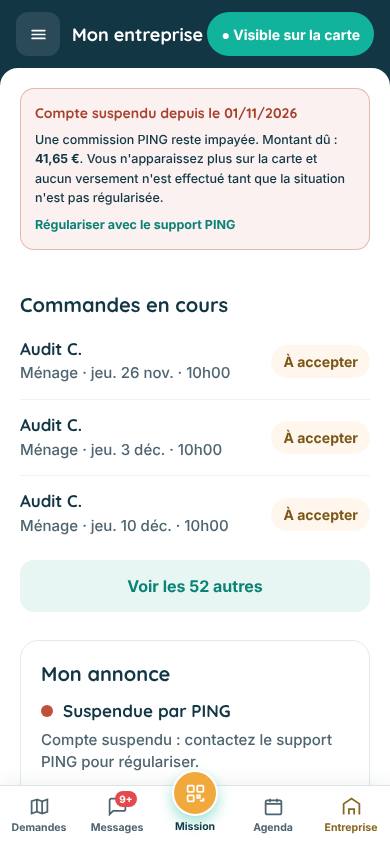 Mon entreprise
● Visible sur la carte
Compte suspendu depuis le 01/11/2026
Une commission PING reste impayée. Montant dû :
41,65 €. Vous n'apparaissez plus sur la carte et
aucun versement n'est effectué tant que la situation
n'est pas régularisée.
Régulariser avec le support PING
Commandes en cours
Audit C.
Ménage · jeu. 26 nov. · 10h00
À accepter
Audit C.
Ménage · jeu. 3 déc. · 10h00
À accepter
Audit C.
Ménage · jeu. 10 déc. · 10h00
À accepter
Voir les 52 autres
Mon annonce
Suspendue par PING
Compte suspendu : contactez le support
PING pour régulariser.
9+
Demandes
Messages
Mission
Agenda
Entreprise